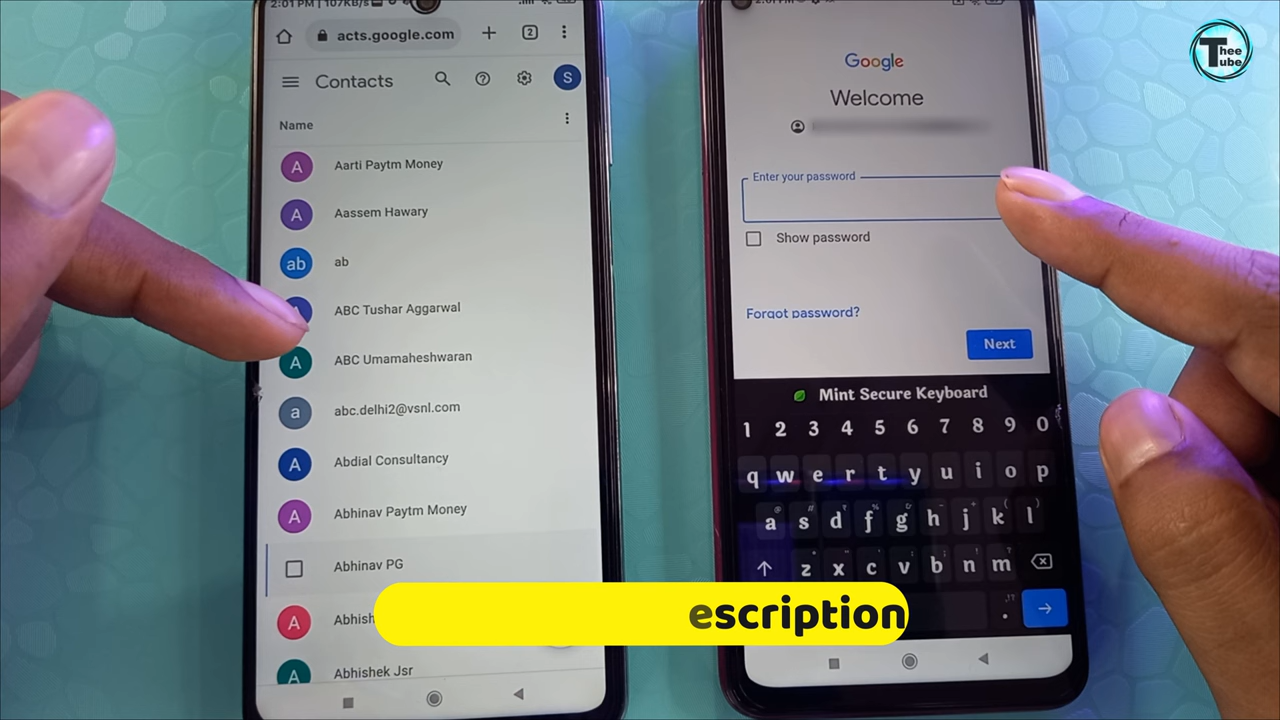 2:01 PM | 107KB/s
acts.google.com
2
Contacts
S
Name
A Aarti Paytm Money
A Aassem Hawary
ab ab
ABC Tushar Aggarwal
A ABC Umamaheshwaran
a abc.delhi2@vsnl.com
A Abdial Consultancy
A Abhinav Paytm Money
Abhinav PG
A Abhish
A Abhishek Jsr
2:01 PM
Google
Welcome
Enter your password
Show password
Forgot password?
Next
Mint Secure Keyboard
1 2 3 4 5 6 7 8 9 0
q w e r t y u i o p
a s d f g h j k l
z x c v b n m
.
escription
Thee
Tube